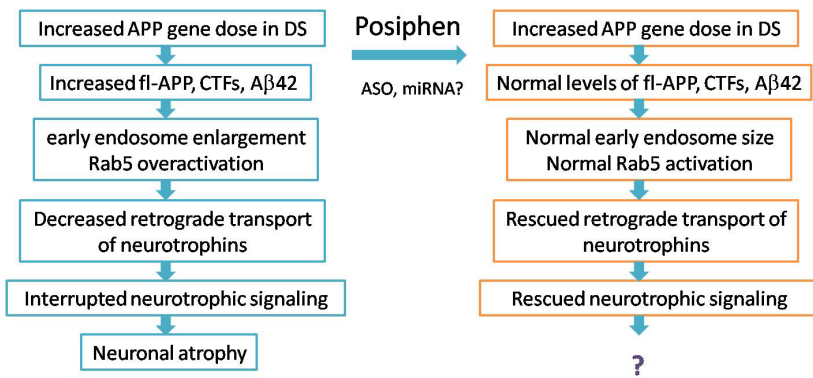 Increased APP gene dose in DS
Increased fl-APP, CTFs, Aβ42
early endosome enlargement
Rab5 overactivation
Decreased retrograde transport
of neurotrophins
Interrupted neurotrophic signaling
Neuronal atrophy
Posiphen
ASO, miRNA?
Increased APP gene dose in DS
Normal levels of fl-APP, CTFs, Aβ42
Normal early endosome size
Normal Rab5 activation
Rescued retrograde transport of
neurotrophins
Rescued neurotrophic signaling
?